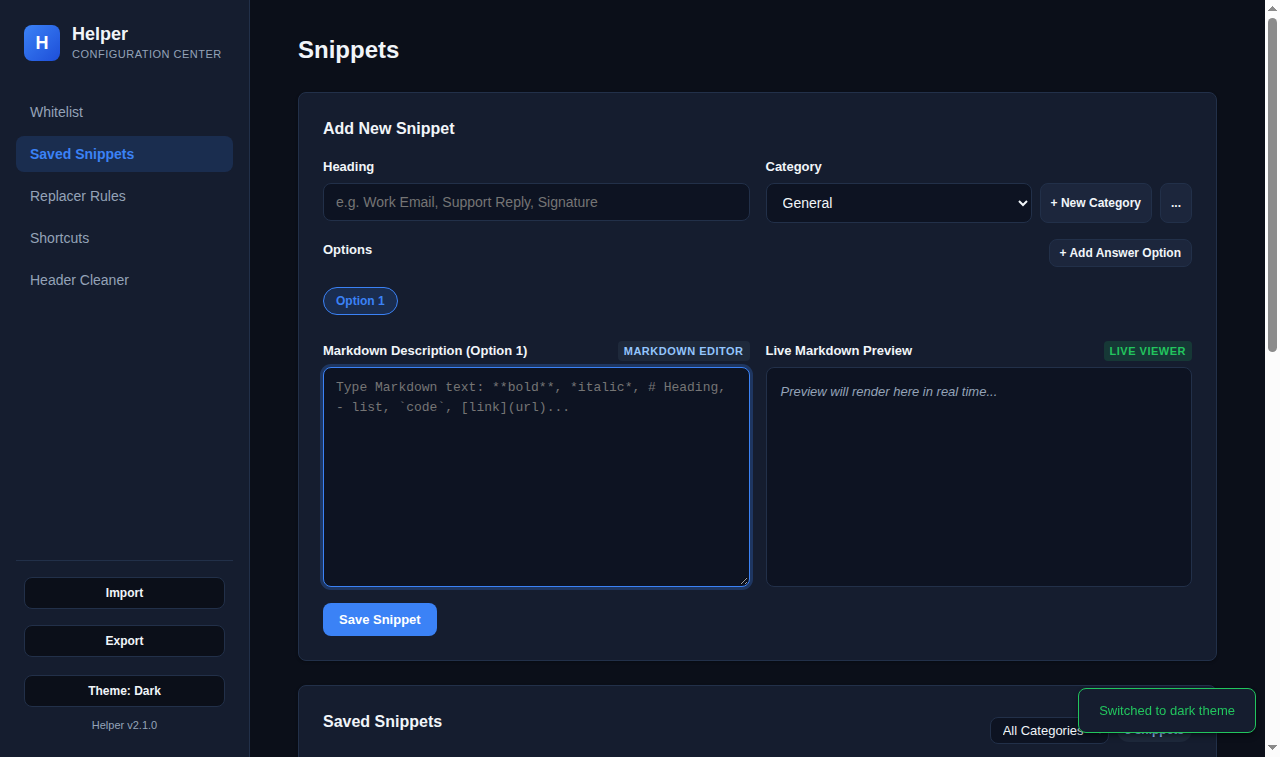 H
Helper
CONFIGURATION CENTER
Whitelist
Saved Snippets
Replacer Rules
Shortcuts
Header Cleaner
Import
Export
Theme: Dark
Helper v2.1.0
Snippets
Add New Snippet
Heading
Category
e.g. Work Email, Support Reply, Signature
General
+ New Category
...
Options
+ Add Answer Option
Option 1
Markdown Description (Option 1)
MARKDOWN EDITOR
Live Markdown Preview
LIVE VIEWER
Type Markdown text: **bold**, *italic*, # Heading,
- list, `code`, [link](url)...
Preview will render here in real time...
Save Snippet
Saved Snippets
All Categories
Switched to dark theme